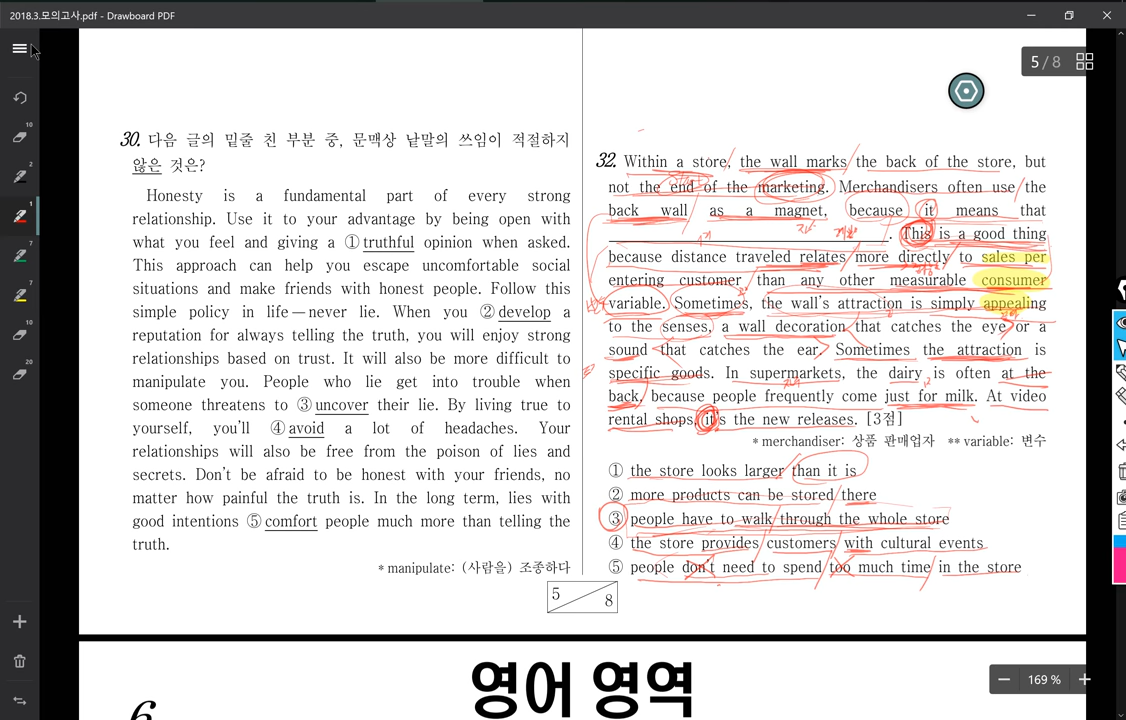 2018.3.모의고사.pdf - Drawboard PDF
5 / 8
10
2
1
7
7
10
20
30. 다음 글의 밑줄 친 부분 중, 문맥상 낱말의 쓰임이 적절하지
않은 것은?
Honesty is a fundamental part of every strong
relationship. Use it to your advantage by being open with
what you feel and giving a ① truthful opinion when asked.
This approach can help you escape uncomfortable social
situations and make friends with honest people. Follow this
simple policy in life — never lie. When you ② develop a
reputation for always telling the truth, you will enjoy strong
relationships based on trust. It will also be more difficult to
manipulate you. People who lie get into trouble when
someone threatens to ③ uncover their lie. By living true to
yourself, you'll ④ avoid a lot of headaches. Your
relationships will also be free from the poison of lies and
secrets. Don't be afraid to be honest with your friends, no
matter how painful the truth is. In the long term, lies with
good intentions ⑤ comfort people much more than telling the
truth.
* manipulate: (사람을) 조종하다
32. Within a store, the wall marks the back of the store, but
not the end of the marketing. Merchandisers often use the
back wall as a magnet, because it means that
. This is a good thing
because distance traveled relates more directly to sales per
entering customer than any other measurable consumer
variable. Sometimes, the wall's attraction is simply appealing
to the senses, a wall decoration that catches the eye or a
sound that catches the ear. Sometimes the attraction is
specific goods. In supermarkets, the dairy is often at the
back, because people frequently come just for milk. At video
rental shops, it's the new releases. [3점]
* merchandiser: 상품 판매업자 ** variable: 변수
① the store looks larger than it is
② more products can be stored there
③ people have to walk through the whole store
④ the store provides customers with cultural events
⑤ people don't need to spend too much time in the store
5 8
169 %
영어 영역
6